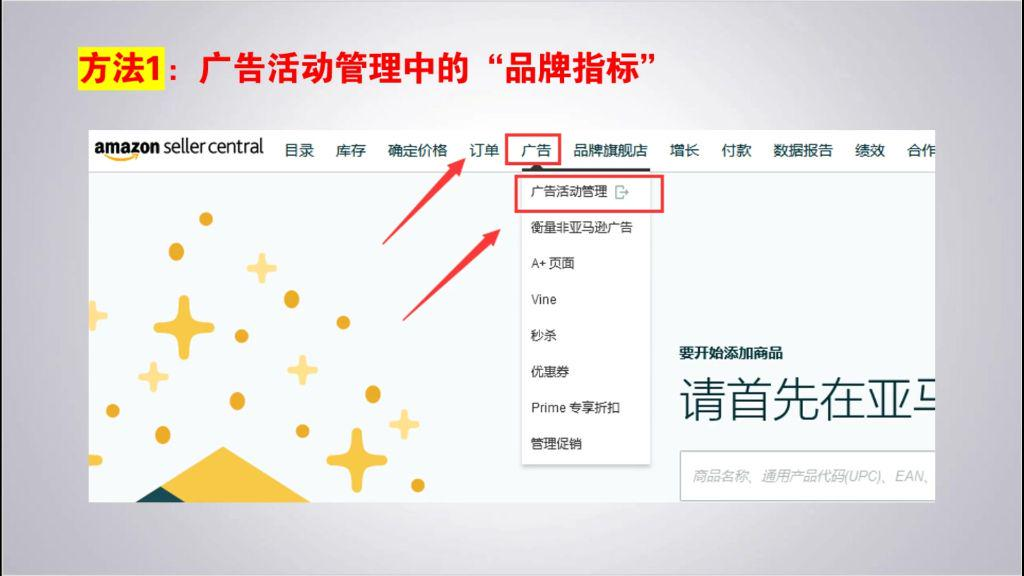 方法1：广告活动管理中的“品牌指标”
amazon seller central 目录 库存 确定价格 订单 广告 品牌旗舰店 增长 付款 数据报告 绩效 合作
广告活动管理
衡量非亚马逊广告
A+ 页面
Vine
秒杀
优惠券
Prime 专享折扣
管理促销
要开始添加商品
请首先在亚马
商品名称、通用产品代码(UPC)、EAN、